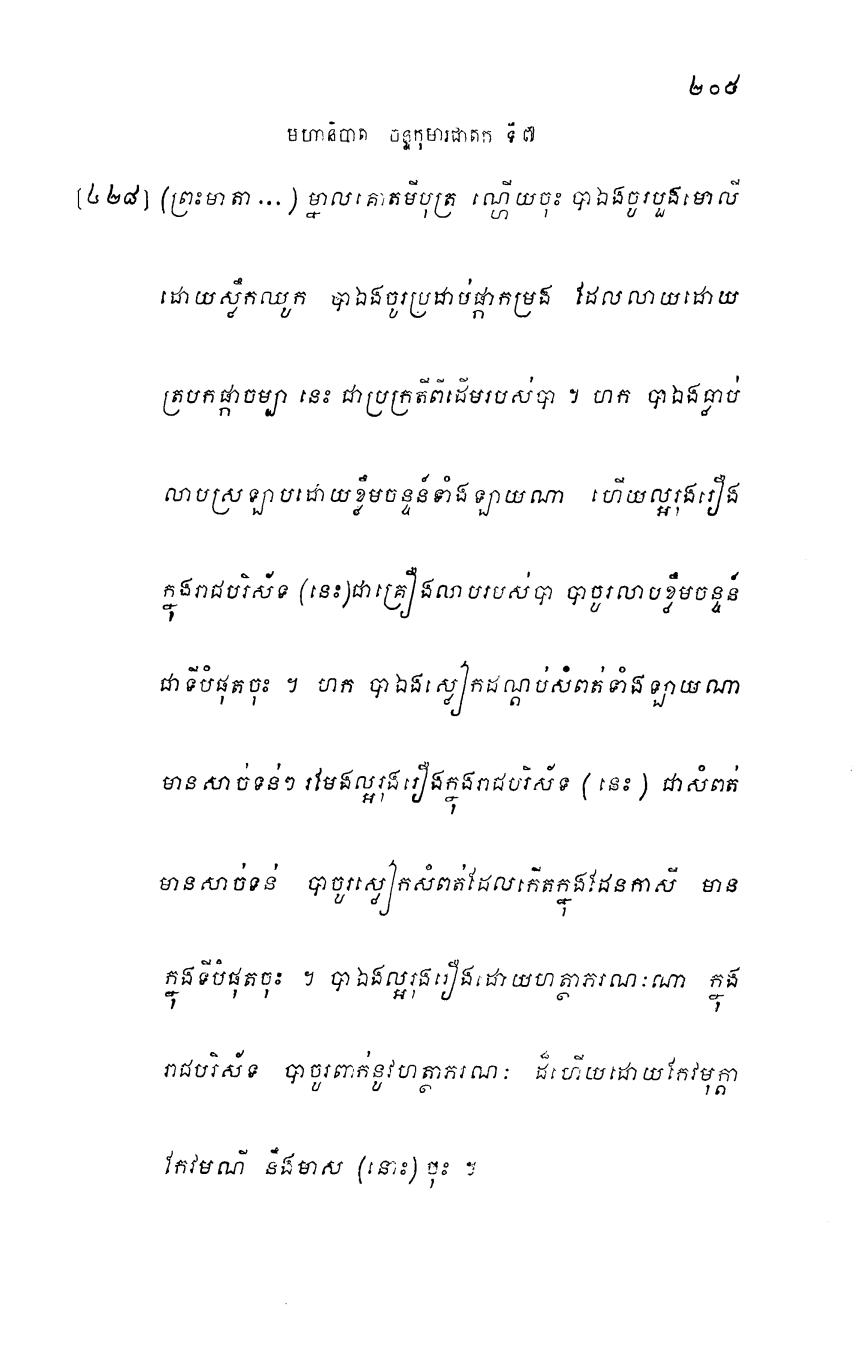 ២០៥
មហានិបាត ចន្ទកុមារជាតក ទី៧
[៤២៨] (ព្រះមាតា ...) ម្នាលគោតមីបុត្រ ណ្ហើយចុះ បាឯងចូរបួងមោលី
ដោយស្លឹកឈូក បាឯងចូរប្រដាប់ផ្កាកម្រង ដែលលាយដោយ
ត្របកផ្កាចម្បា នេះ ជាប្រក្រតីពីដើមរបស់បា ។ ហក បាឯងធ្លាប់
លាបស្រឡាបដោយខ្លឹមចន្ទន៍ទាំងឡាយណា ហើយល្អរុងរឿង
ក្នុងរាជបរិស័ទ (នេះ)ជាគ្រឿងលាបរបស់បា បាចូរលាបខ្លឹមចន្ទន៍
ជាទីបំផុតចុះ ។ ហក បាឯងស្លៀកដណ្តប់សំពត់ទាំងឡាយណា
មានសាច់ទន់ៗ រមែងល្អរុងរឿងក្នុងរាជបរិស័ទ ( នេះ ) ជាសំពត់
មានសាច់ទន់ បាចូរស្លៀកសំពត់ដែលកើតក្នុងដែនកាសី មាន
ក្នុងទីបំផុតចុះ ។ បាឯងល្អរុងរឿងដោយហត្ថាភរណៈណា ក្នុង
រាជបរិស័ទ បាចូរពាក់នូវហត្ថាភរណៈ ដ៏ហើយដោយកែវមុក្តា
កែវមណី និងមាស (នោះ) ចុះ ។